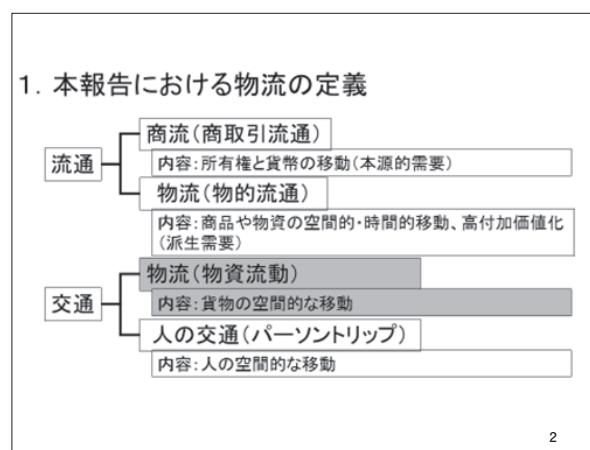 1．本報告における物流の定義
流通
商流（商取引流通）
内容：所有権と貨幣の移動（本源的需要）
物流（物的流通）
内容：商品や物資の空間的・時間的移動、高付加価値化
（派生需要）
交通
物流（物資流動）
内容：貨物の空間的な移動
人の交通（パーソントリップ）
内容：人の空間的な移動
2